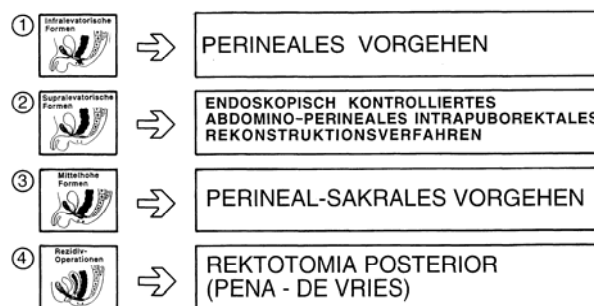 1
Infralevatorische
Formen
PERINEALES VORGEHEN
2
Supralevatorische
Formen
ENDOSKOPISCH KONTROLLIERTES
ABDOMINO-PERINEALES INTRAPUBOREKTALES
REKONSTRUKTIONSVERFAHREN
3
Mittelhohe
Formen
PERINEAL-SAKRALES VORGEHEN
4
Rezidiv-
Operationen
REKTOTOMIA POSTERIOR
(PENA - DE VRIES)